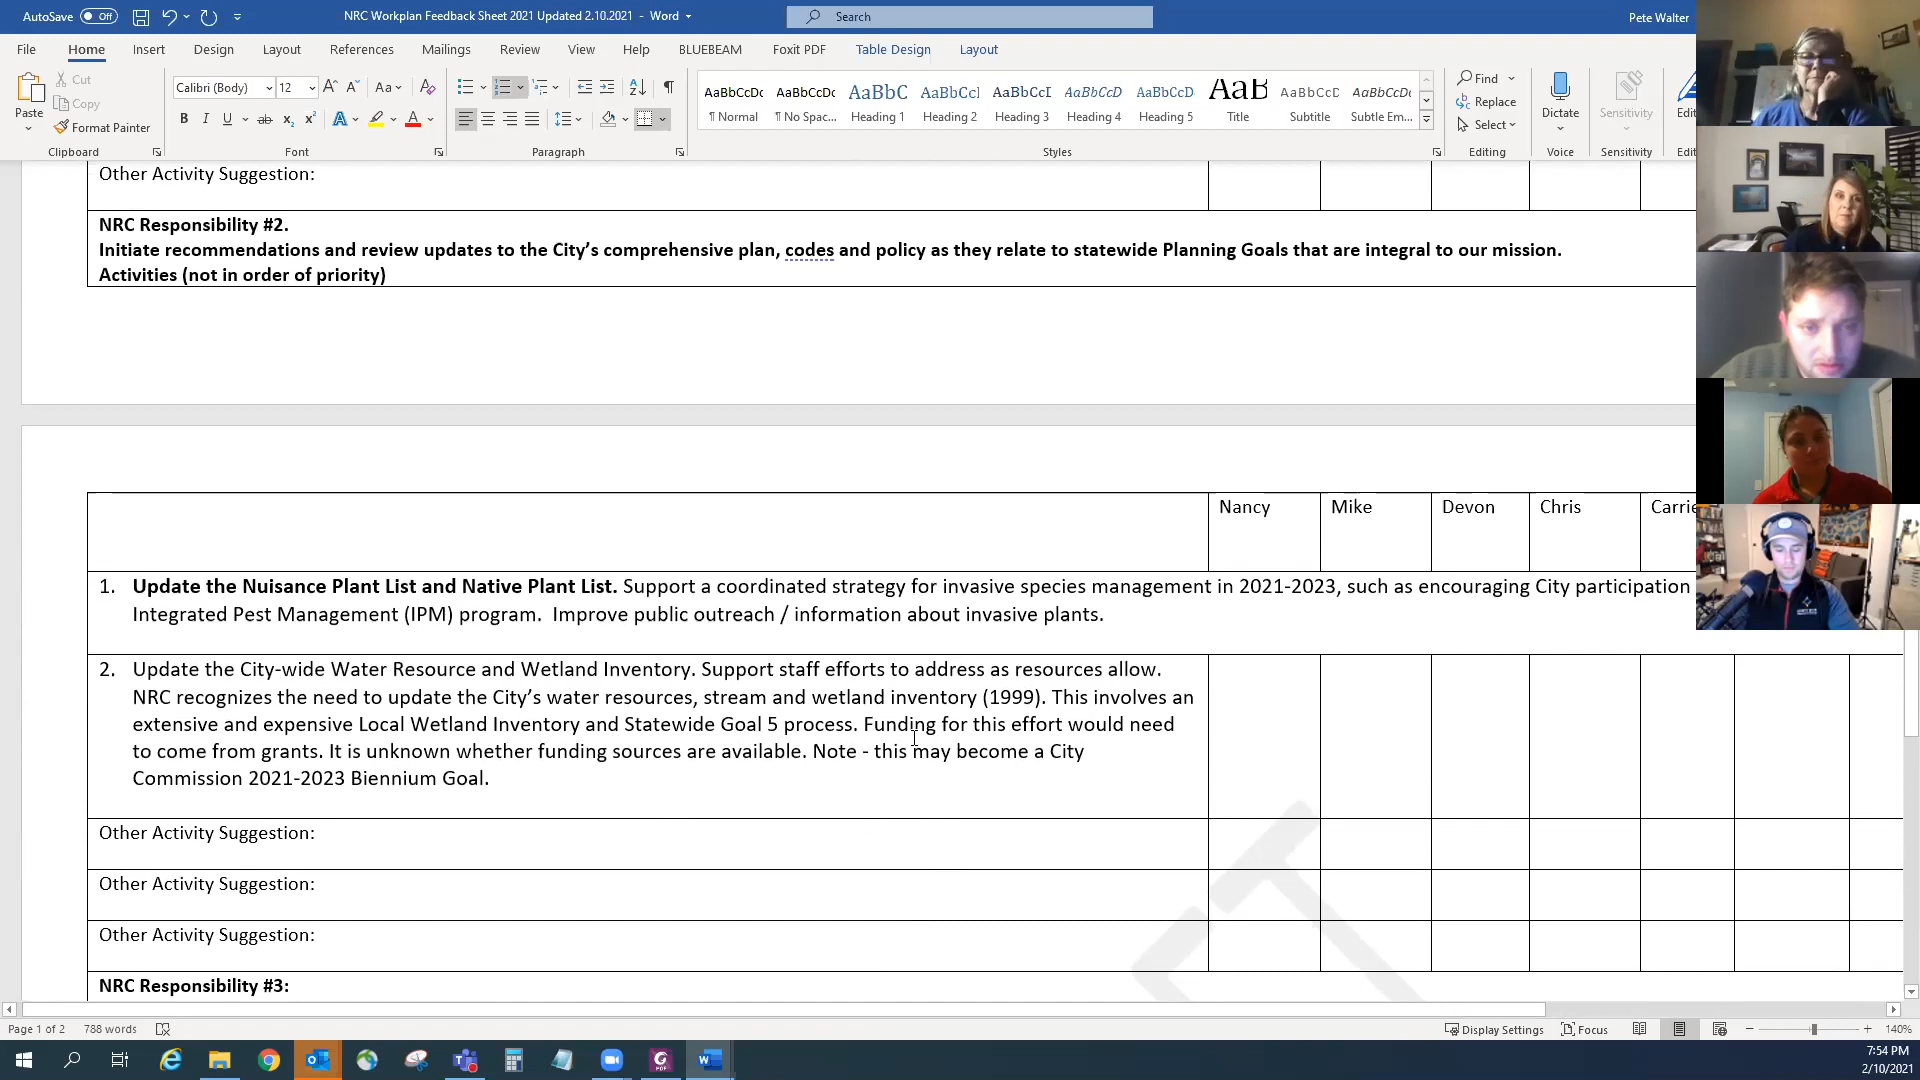 AutoSave Off NRC Workplan Feedback Sheet 2021 Updated 2.10.2021 - Word Search Pete Walter
File Home Insert Design Layout References Mailings Review View Help BLUEBEAM Foxit PDF Table Design Layout
Paste Cut
Copy
Format Painter
Calibri (Body) 12
AaBbCcDc AaBbCcDc AaBbC AaBbCcI AaBbCcI AaBbCcD AaBbCcD AaB AaBbCcD AaBbCcDc
¶ Normal ¶ No Spac... Heading 1 Heading 2 Heading 3 Heading 4 Heading 5 Title Subtitle Subtle Em...
Find
Replace
Select
Dictate Sensitivity Edit
Clipboard Font Paragraph Styles Editing Voice Sensitivity Edit
Other Activity Suggestion:
NRC Responsibility #2.
Initiate recommendations and review updates to the City’s comprehensive plan, codes and policy as they relate to statewide Planning Goals that are integral to our mission.
Activities (not in order of priority)
Nancy Mike Devon Chris Carrie
1. Update the Nuisance Plant List and Native Plant List. Support a coordinated strategy for invasive species management in 2021-2023, such as encouraging City participation
Integrated Pest Management (IPM) program. Improve public outreach / information about invasive plants.
2. Update the City-wide Water Resource and Wetland Inventory. Support staff efforts to address as resources allow.
NRC recognizes the need to update the City’s water resources, stream and wetland inventory (1999). This involves an
extensive and expensive Local Wetland Inventory and Statewide Goal 5 process. Funding for this effort would need
to come from grants. It is unknown whether funding sources are available. Note - this may become a City
Commission 2021-2023 Biennium Goal.
Other Activity Suggestion:
Other Activity Suggestion:
Other Activity Suggestion:
NRC Responsibility #3:
Page 1 of 2 788 words Display Settings Focus 140%
7:54 PM
2/10/2021